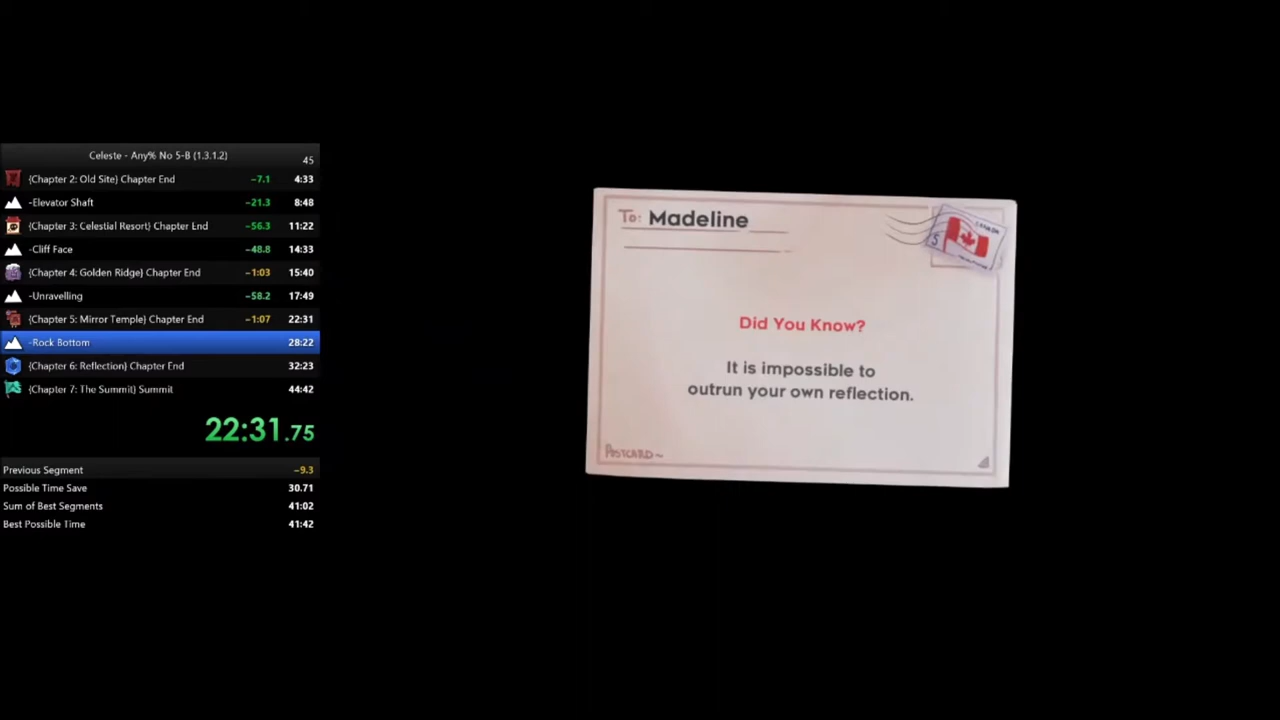 Celeste - Any% No 5-B (1.3.1.2)
45
{Chapter 2: Old Site} Chapter End -7.1 4:33
-Elevator Shaft -21.3 8:48
{Chapter 3: Celestial Resort} Chapter End -56.3 11:22
-Cliff Face -48.8 14:33
{Chapter 4: Golden Ridge} Chapter End -1:03 15:40
-Unravelling -58.2 17:49
{Chapter 5: Mirror Temple} Chapter End -1:07 22:31
-Rock Bottom 28:22
{Chapter 6: Reflection} Chapter End 32:23
{Chapter 7: The Summit} Summit 44:42
22:31.75
Previous Segment -9.3
Possible Time Save 30.71
Sum of Best Segments 41:02
Best Possible Time 41:42
To: Madeline
CANADA
$
Did You Know?
It is impossible to
outrun your own reflection.
POSTCARD~